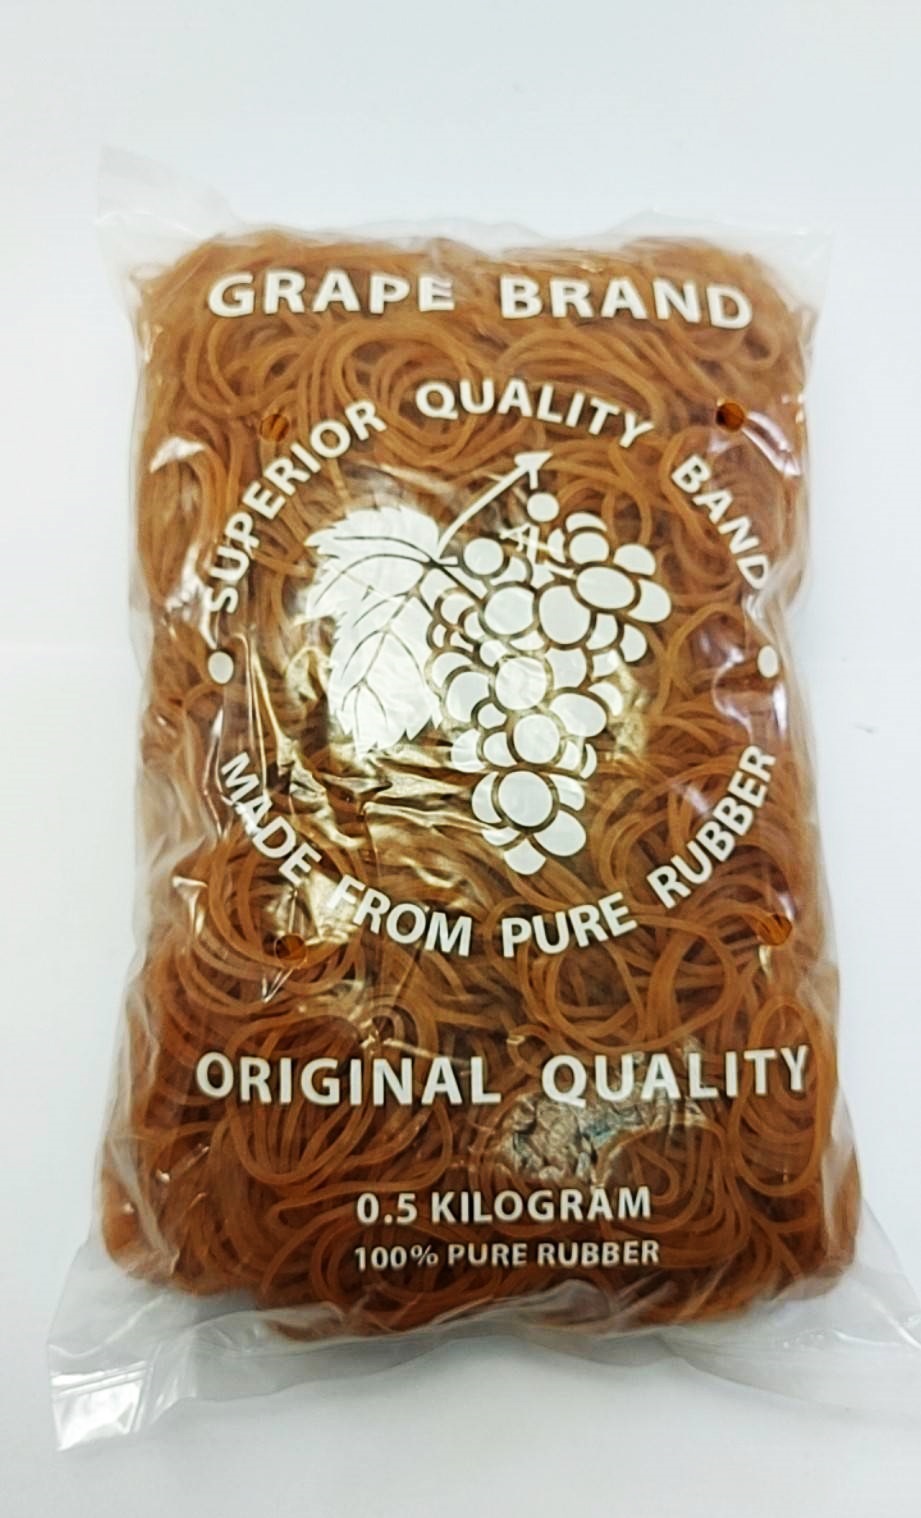 GRAPE BRAND
SUPERIOR QUALITY BAND
MADE FROM PURE RUBBER
ORIGINAL QUALITY
0.5 KILOGRAM
100% PURE RUBBER